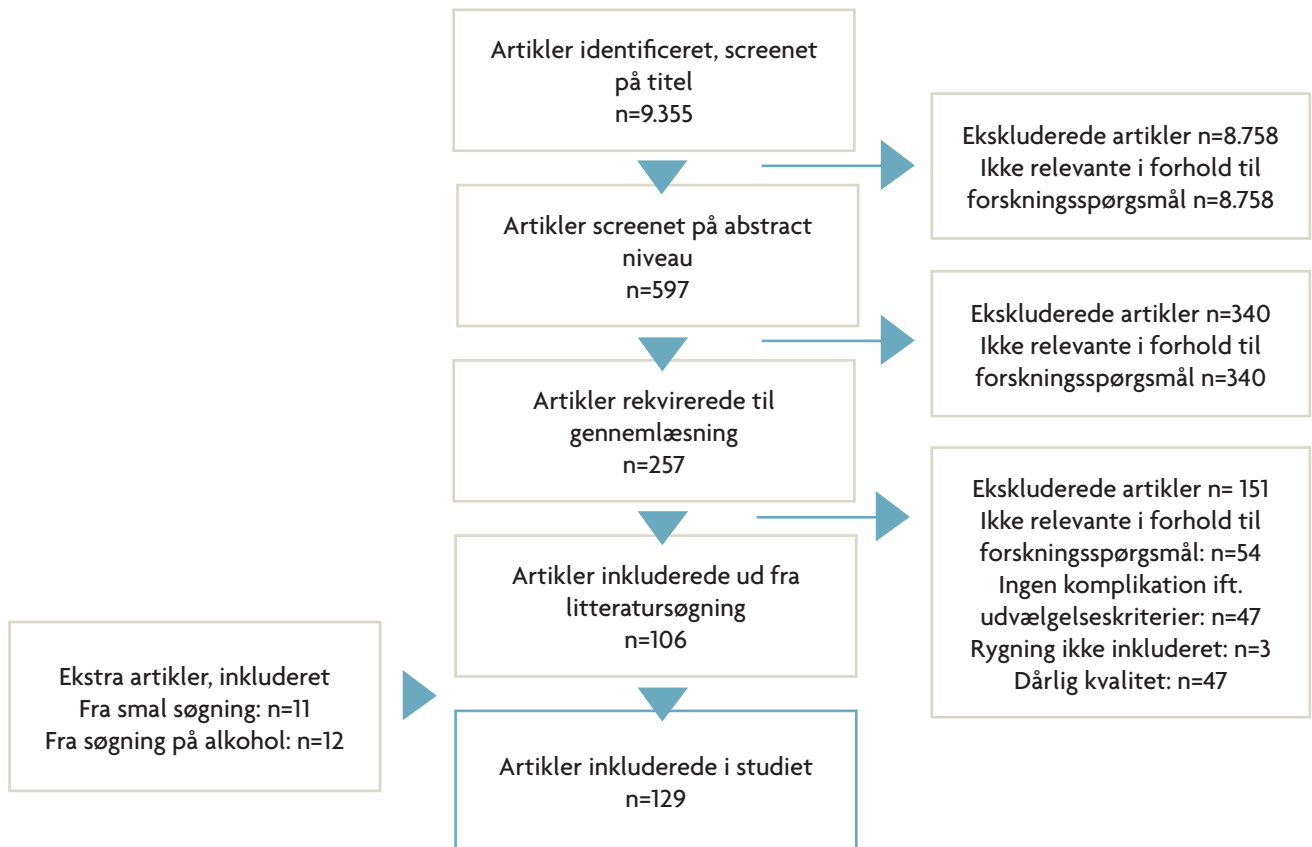 Artikler identificeret, screenet
på titel
n=9.355
Ekskluderede artikler n=8.758
Ikke relevante i forhold til
forskningsspørgsmål n=8.758
Artikler screenet på abstract
niveau
n=597
Ekskluderede artikler n=340
Ikke relevante i forhold til
forskningsspørgsmål n=340
Artikler rekvirerede til
gennemlæsning
n=257
Ekskluderede artikler n= 151
Ikke relevante i forhold til
forskningsspørgsmål: n=54
Ingen komplikation ift.
udvælgelseskriterier: n=47
Rygning ikke inkluderet: n=3
Dårlig kvalitet: n=47
Artikler inkluderede ud fra
litteratursøgning
n=106
Ekstra artikler, inkluderet
Fra smal søgning: n=11
Fra søgning på alkohol: n=12
Artikler inkluderede i studiet
n=129